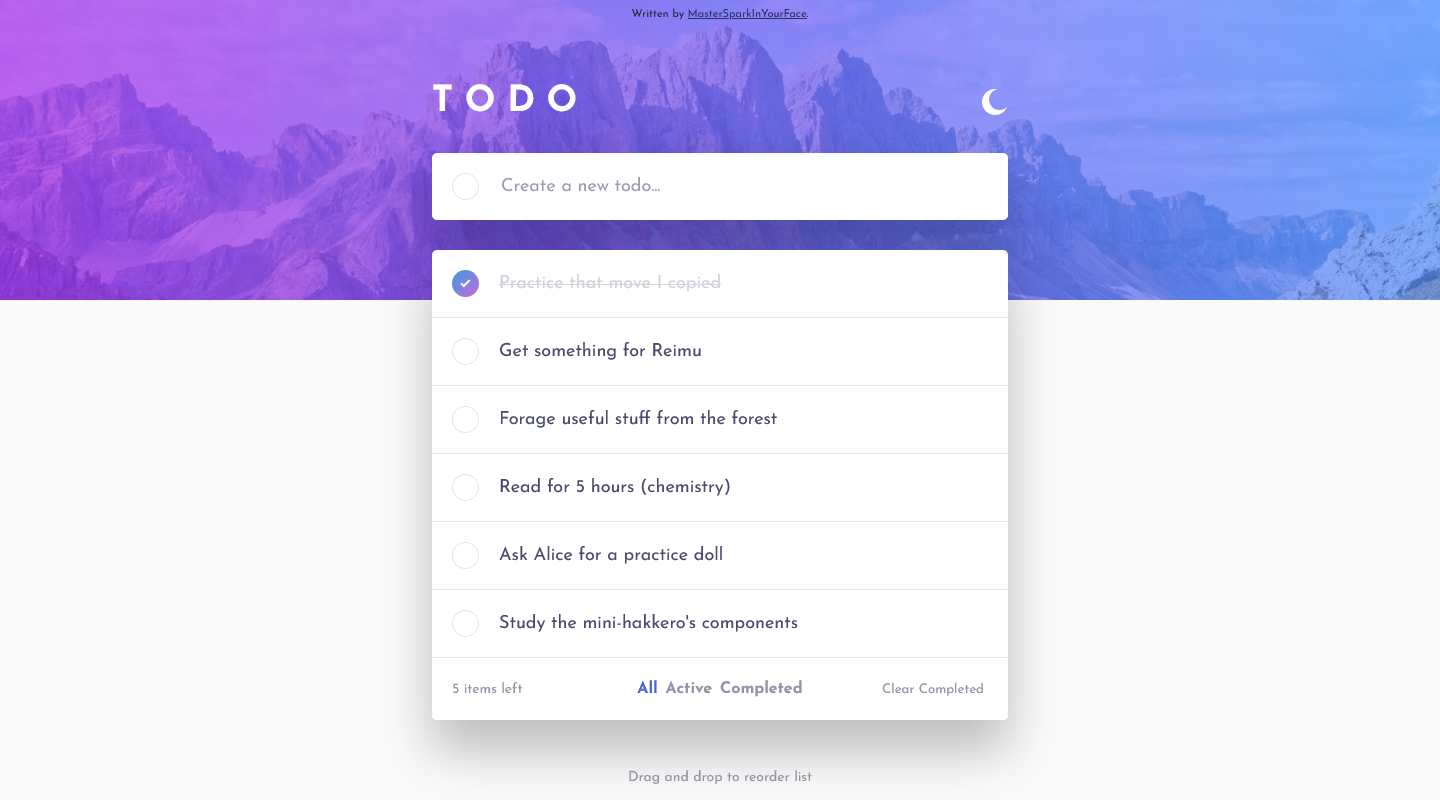 Written by MasterSparkInYourFace.
TODO
Create a new todo...
Practice that move I copied
Get something for Reimu
Forage useful stuff from the forest
Read for 5 hours (chemistry)
Ask Alice for a practice doll
Study the mini-hakkero's components
5 items left All Active Completed Clear Completed
Drag and drop to reorder list